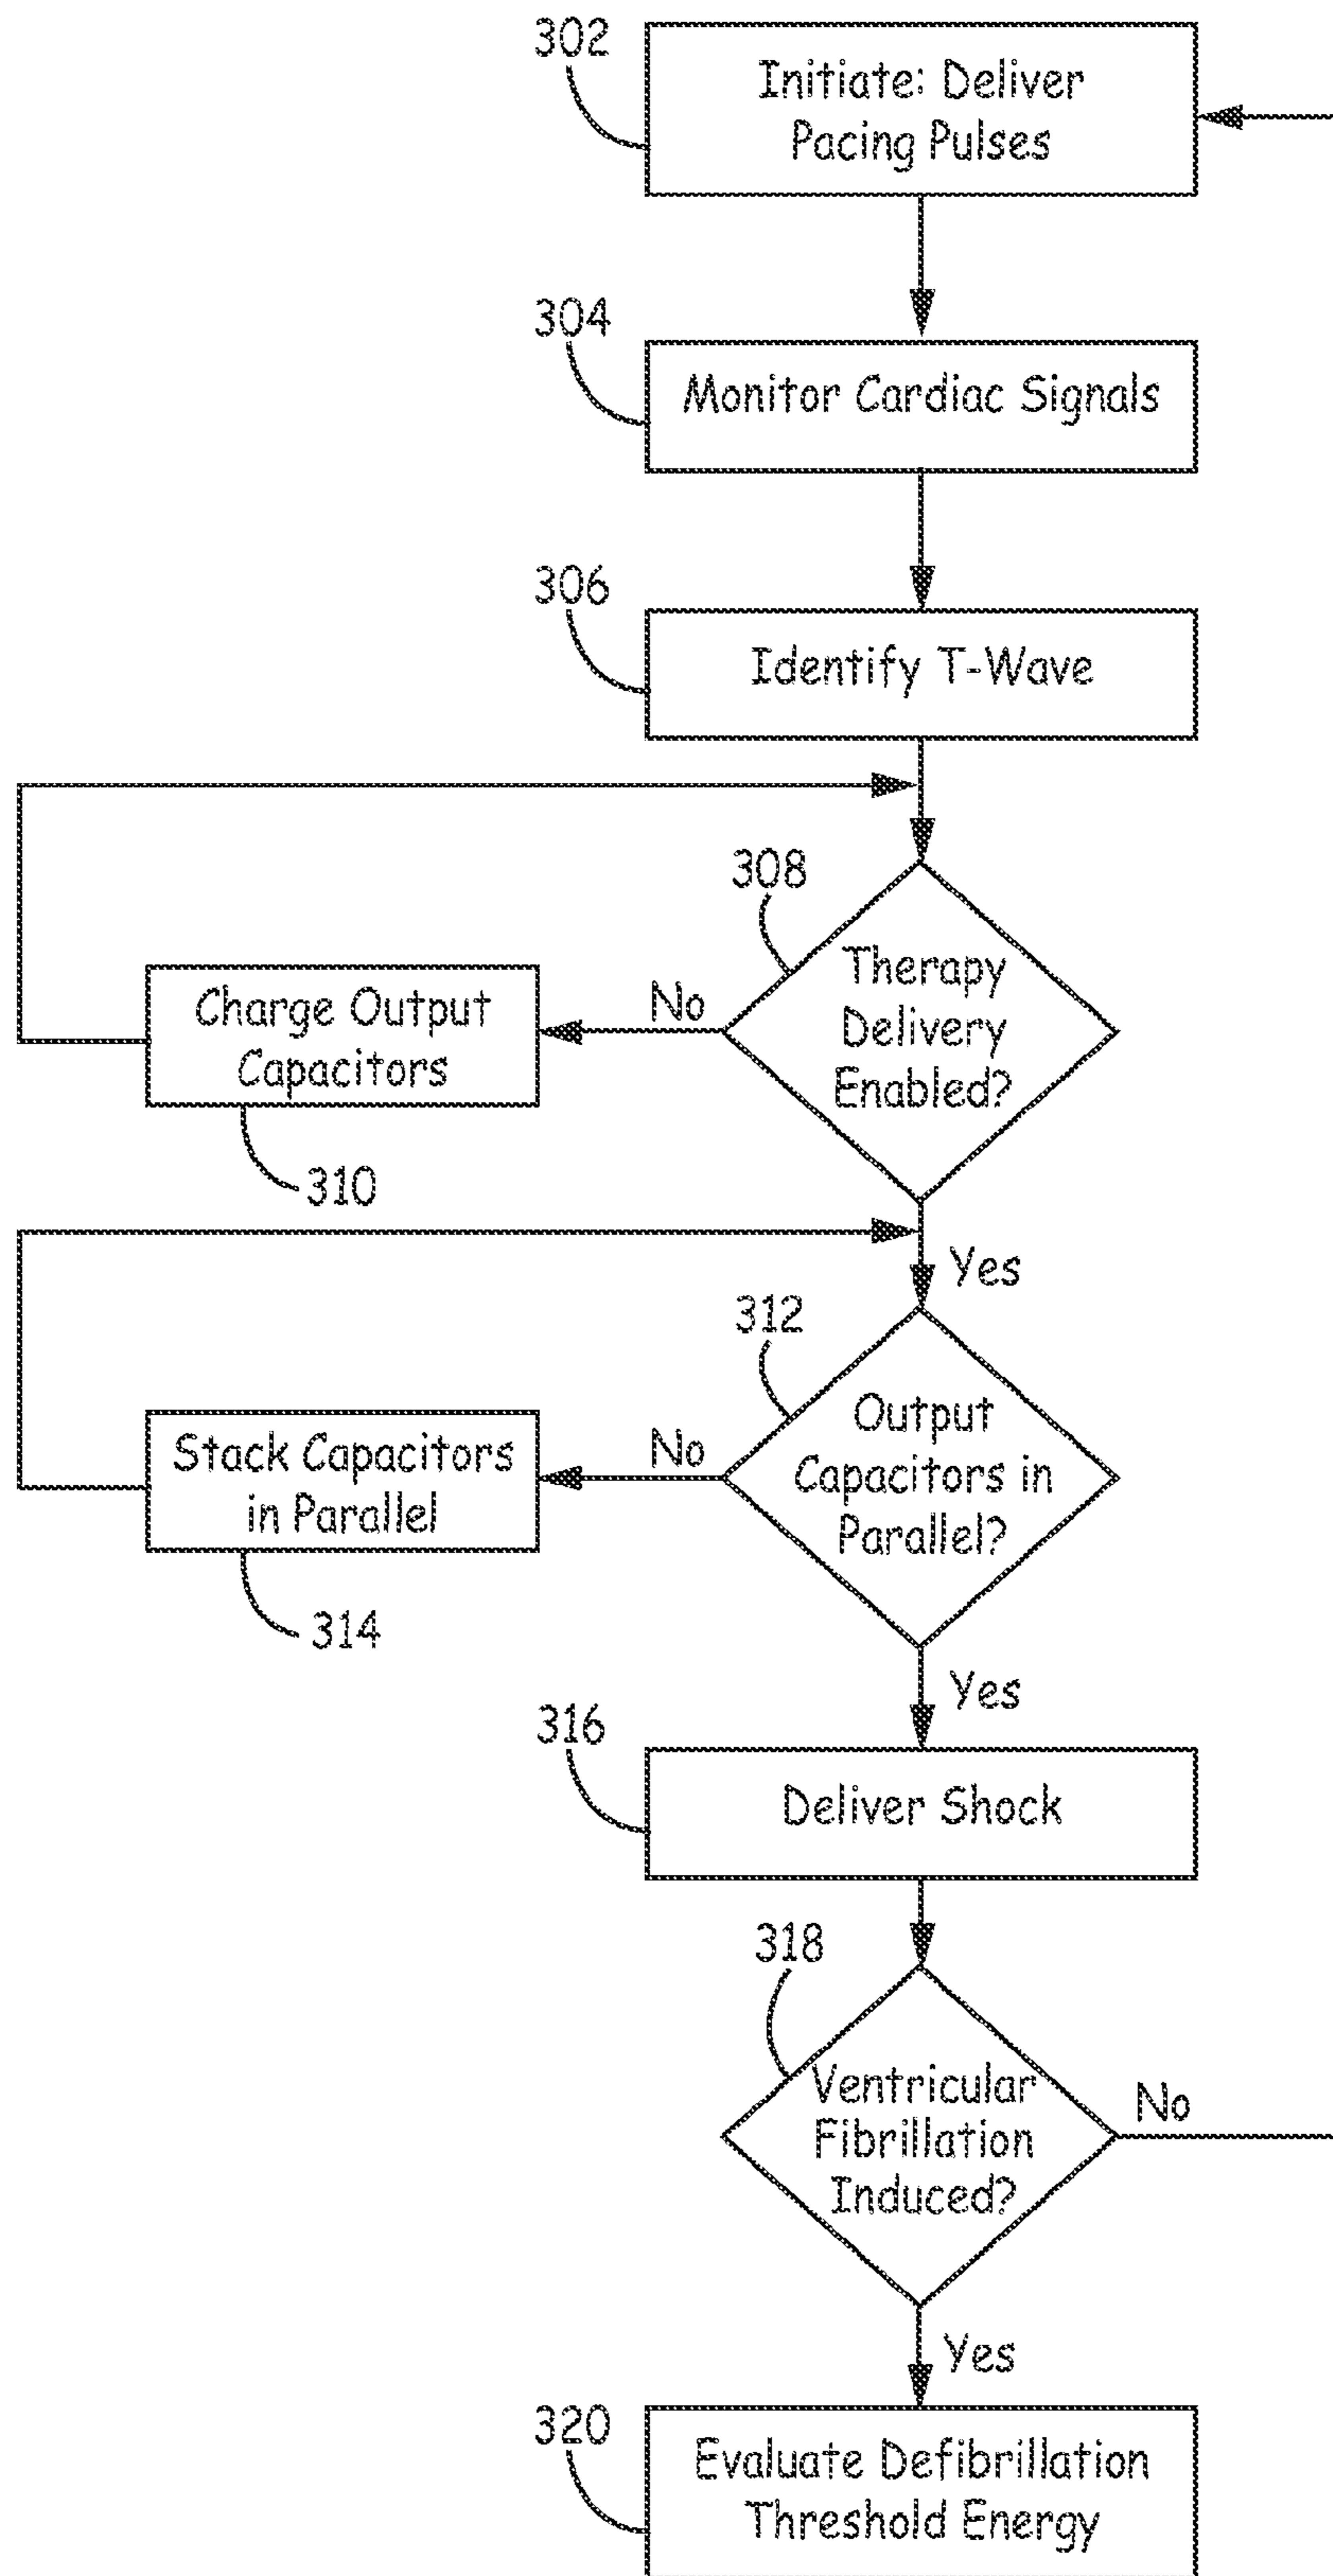 302
Initiate: Deliver
Pacing Pulses
304
Monitor Cardiac Signals
306
Identify T-Wave
308
Therapy
Delivery
Enabled?
No
Charge Output
Capacitors
310
Yes
312
Output
Capacitors in
Parallel?
No
Stack Capacitors
in Parallel
314
Yes
316
Deliver Shock
318
Ventricular
Fibrillation
Induced?
No
Yes
320
Evaluate Defibrillation
Threshold Energy